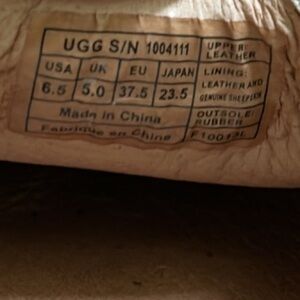 UGG S/N 1004111
USA UK EU JAPAN
6.5 5.0 37.5 23.5
Made in China
Fabriqué en Chine
UPPER:
LEATHER
LINING:
LEATHER AND
GENUINE SHEEPSKIN
OUTSOLE:
RUBBER